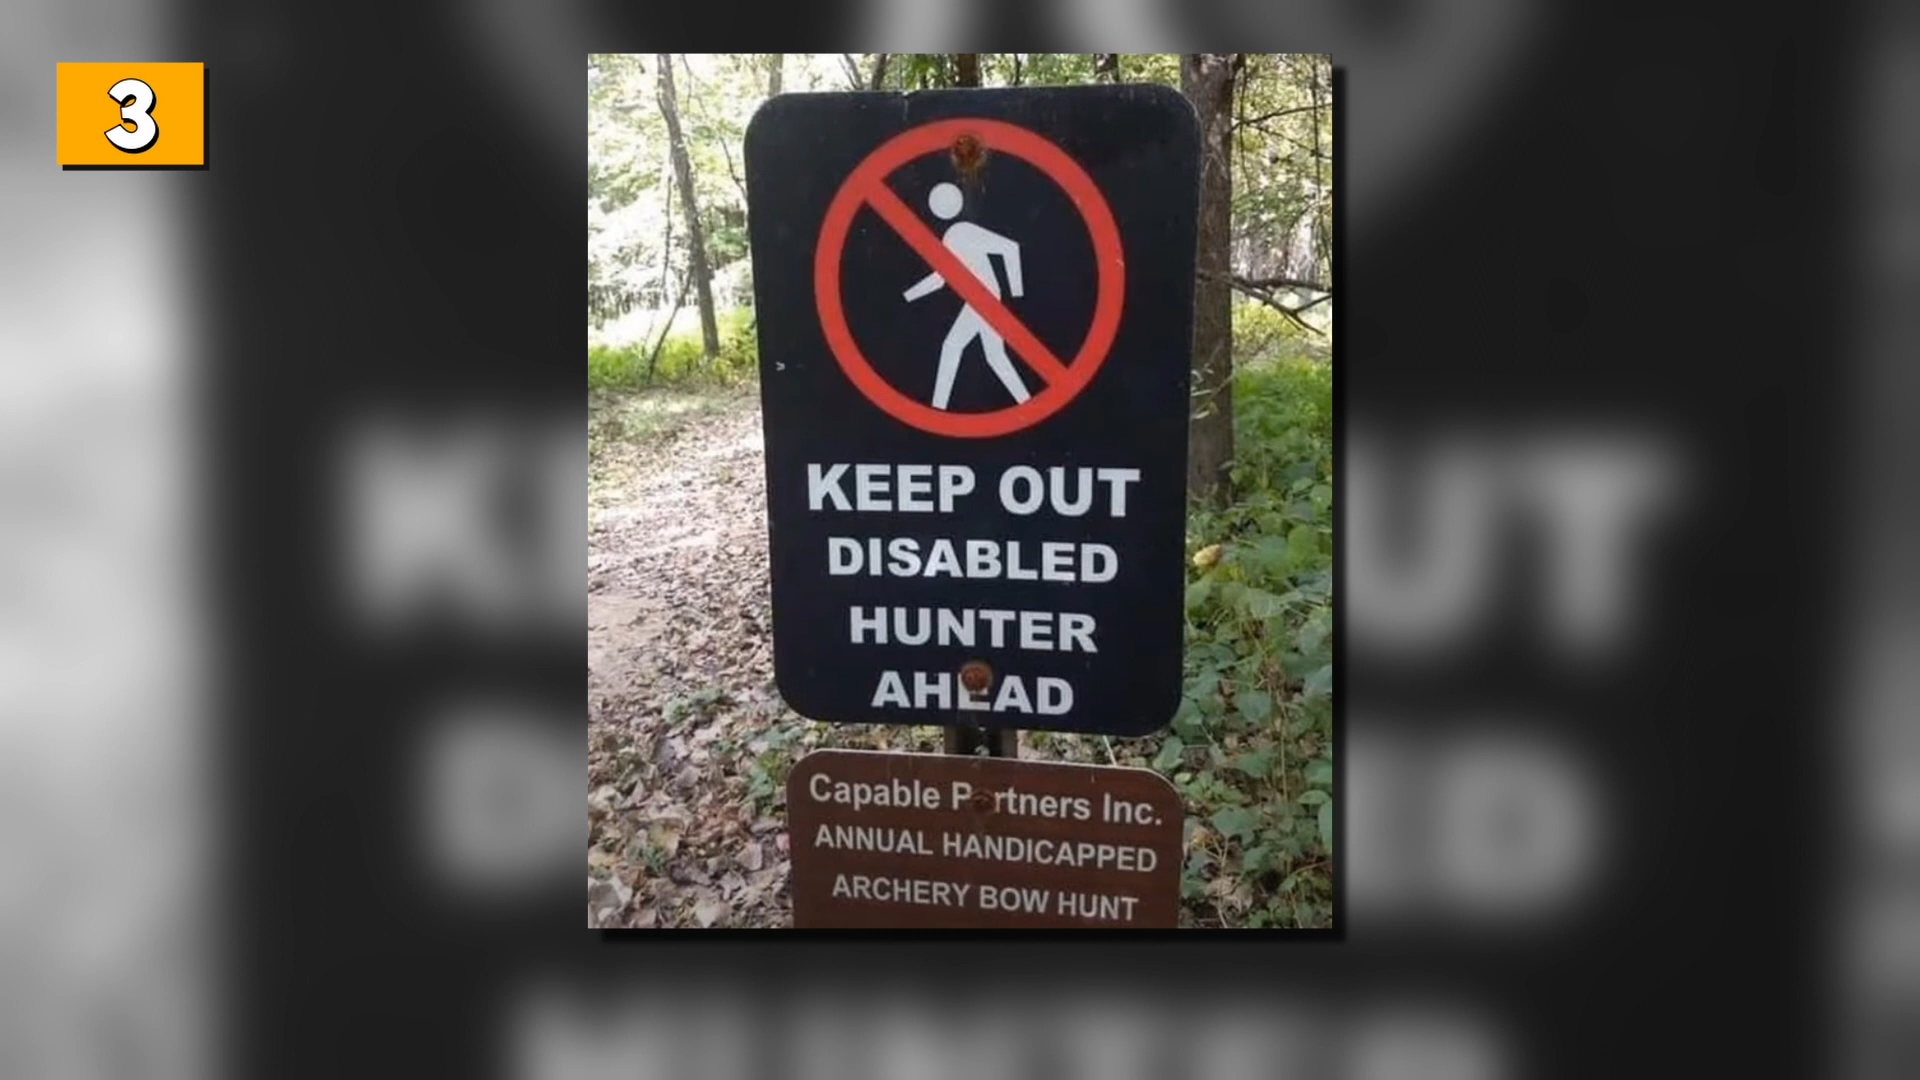 3
KEEP OUT
DISABLED
HUNTER
AHEAD
Capable Partners Inc.
ANNUAL HANDICAPPED
ARCHERY BOW HUNT